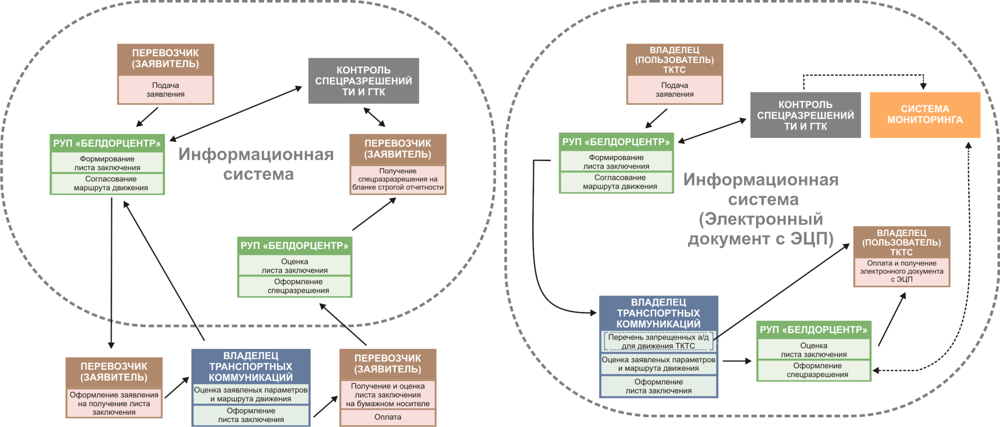 ПЕРЕВОЗЧИК
(ЗАЯВИТЕЛЬ)
Подача
заявления
КОНТРОЛЬ
СПЕЦРАЗРЕШЕНИЙ
ТИ И ГТК
РУП «БЕЛДОРЦЕНТР»
Формирование
листа заключения
Согласование
маршрута движения
Информационная
система
ПЕРЕВОЗЧИК
(ЗАЯВИТЕЛЬ)
Получение
спецразразрешения на
бланке строгой отчетности
РУП «БЕЛДОРЦЕНТР»
Оценка
листа заключения
Оформление
спецразрешения
ПЕРЕВОЗЧИК
(ЗАЯВИТЕЛЬ)
Оформление заявления
на получение листа
заключения
ВЛАДЕЛЕЦ
ТРАНСПОРТНЫХ
КОММУНИКАЦИЙ
Оценка заявленых параметров
и маршрута движения
Оформление
листа заключения
ПЕРЕВОЗЧИК
(ЗАЯВИТЕЛЬ)
Получение и оценка
листа заключения
на бумажном носителе
Оплата
ВЛАДЕЛЕЦ
(ПОЛЬЗОВАТЕЛЬ)
ТКТС
Подача
заявления
КОНТРОЛЬ
СПЕЦРАЗРЕШЕНИЙ
ТИ И ГТК
СИСТЕМА
МОНИТОРИНГА
РУП «БЕЛДОРЦЕНТР»
Формирование
листа заключения
Согласование
маршрута движения
Информационная
система
(Электронный
документ с ЭЦП)
ВЛАДЕЛЕЦ
(ПОЛЬЗОВАТЕЛЬ)
ТКТС
Оплата и получение
электронного документа
с ЭЦП
ВЛАДЕЛЕЦ
ТРАНСПОРТНЫХ
КОММУНИКАЦИЙ
Перечень запрещенных а/д
для движения ТКТС
Оценка заявленых параметров
и маршрута движения
Оформление
листа заключения
РУП «БЕЛДОРЦЕНТР»
Оценка
листа заключения
Оформление
спецразрешения